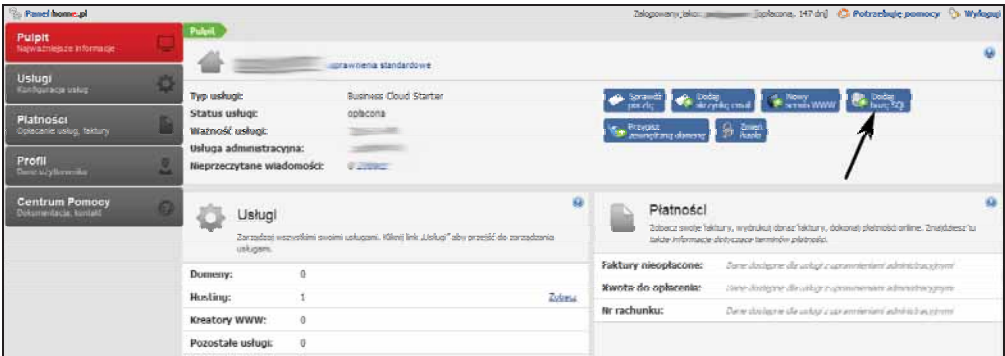 Panel home.pl
Zalogowany jako: [opłacona, 147 dni] Potrzebuję pomocy Wyloguj
Pulpit
Najważniejsze informacje
Usługi
Konfiguracja usług
Płatności
Opłacanie usług, faktury
Profil
Dane użytkownika
Centrum Pomocy
Dokumentacja, kontakt
Pulpit
uprawnienia standardowe
Typ usługi: Business Cloud Starter
Status usługi: opłacona
Ważność usługi:
Usługa administracyjna:
Nieprzeczytane wiadomości: 0
Sprawdź pocztę
Dodaj skrzynkę email
Nowy serwis WWW
Dodaj bazę SQL
Przypisz zewnętrzną domenę
Zmień hasło
Usługi
Zarządzaj wszystkimi swoimi usługami. Kliknij link „Usługi" aby przejść do zarządzania
usługami.
Domeny: 0
Hosting: 1 Zobacz
Kreatory WWW: 0
Pozostałe usługi: 0
Płatności
Zobacz swoje faktury, wydrukuj obraz faktury, dokonaj płatności online. Znajdziesz tu
także informacje dotyczące terminów płatności.
Faktury nieopłacone: Dane dostępne dla usługi z uprawnieniami administracyjnymi
Kwota do opłacenia: Dane dostępne dla usługi z uprawnieniami administracyjnymi
Nr rachunku: Dane dostępne dla usługi z uprawnieniami administracyjnymi